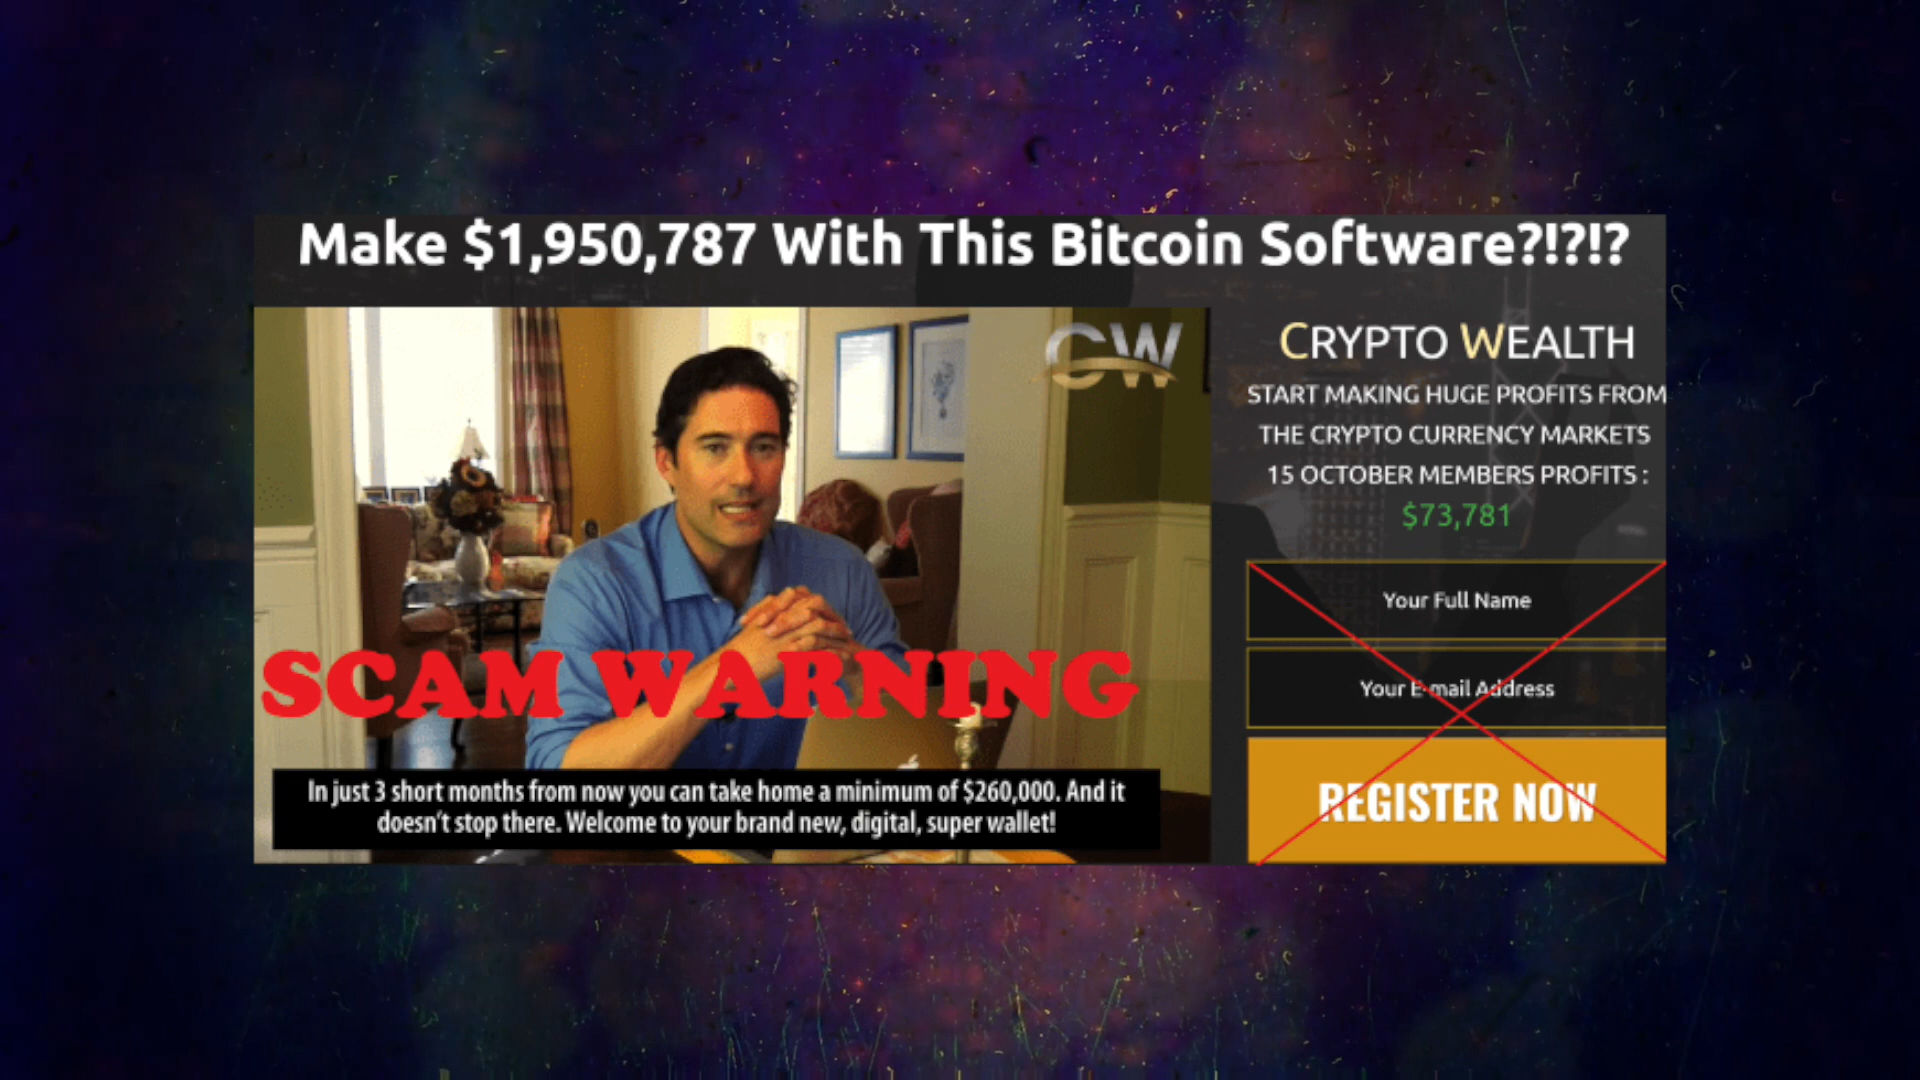 Make $1,950,787 With This Bitcoin Software?!?!?
CW
CRYPTO WEALTH
START MAKING HUGE PROFITS FROM
THE CRYPTO CURRENCY MARKETS
15 OCTOBER MEMBERS PROFITS :
$73,781
Your Full Name
Your E-mail Address
REGISTER NOW
SCAM WARNING
In just 3 short months from now you can take home a minimum of $260,000. And it
doesn't stop there. Welcome to your brand new, digital, super wallet!